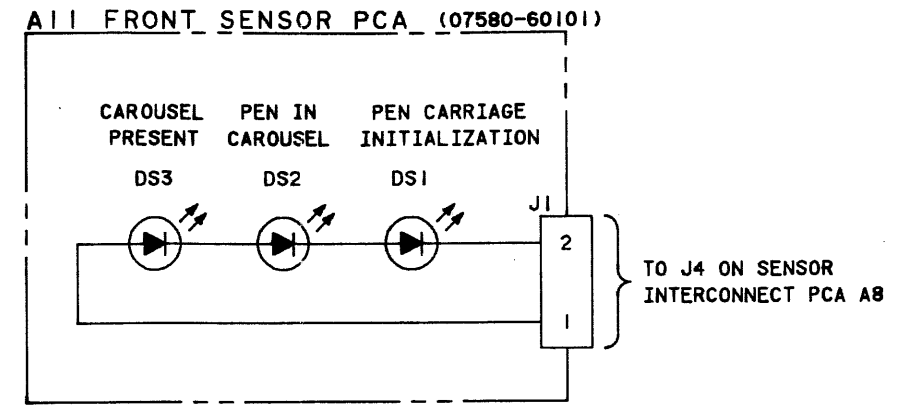 A11 FRONT SENSOR PCA (07580-60101)
CAROUSEL PRESENT
PEN IN CAROUSEL
PEN CARRIAGE INITIALIZATION
DS3
DS2
DS1
J1
2
1
TO J4 ON SENSOR
INTERCONNECT PCA A8